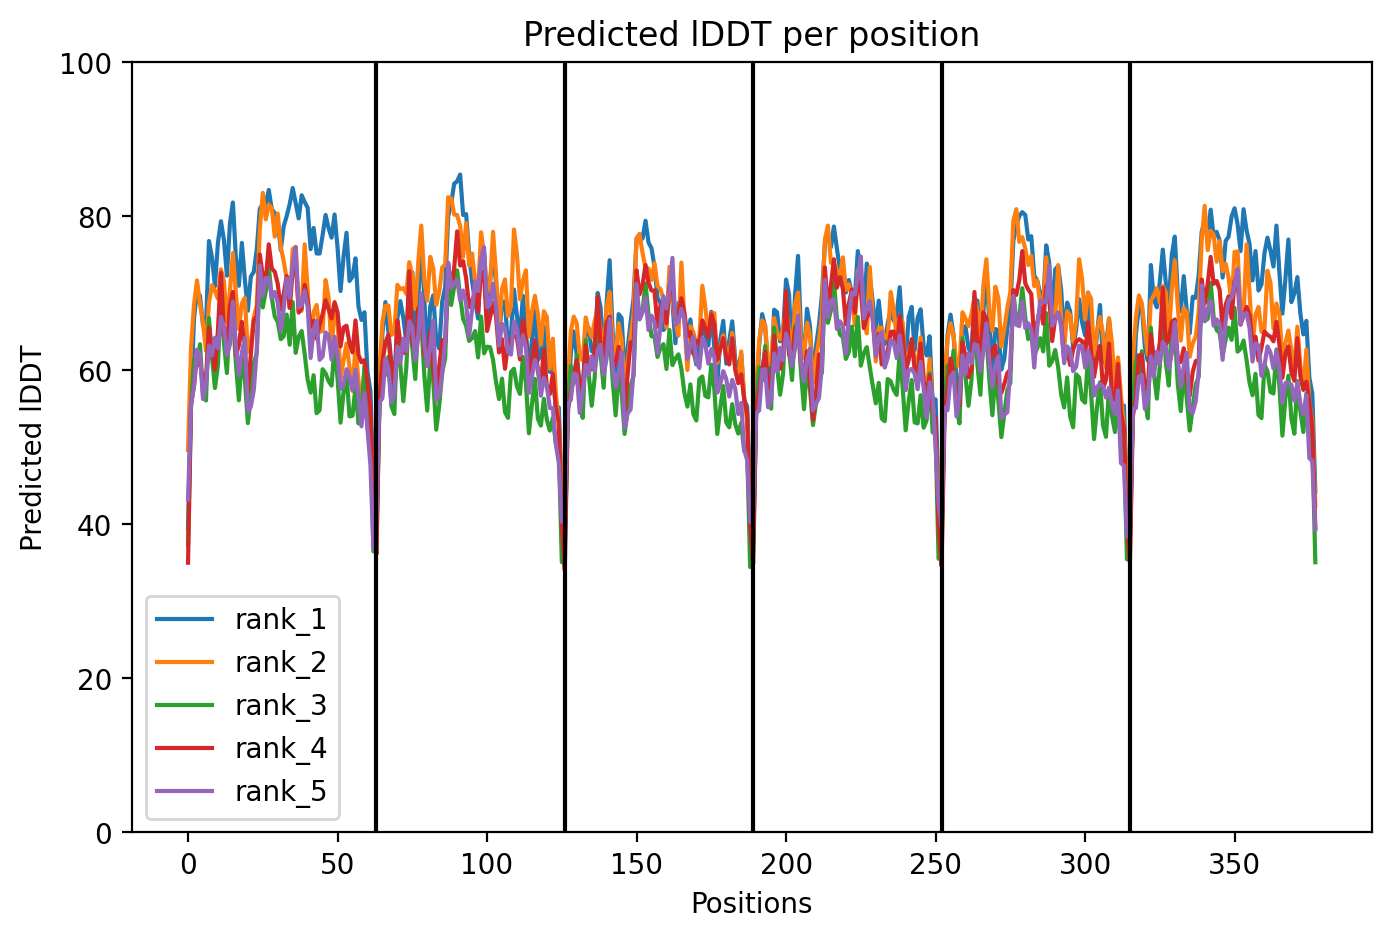 Predicted lDDT per position
Predicted lDDT
100
80
60
40
20
0
rank_1
rank_2
rank_3
rank_4
rank_5
0 50 100 150 200 250 300 350
Positions